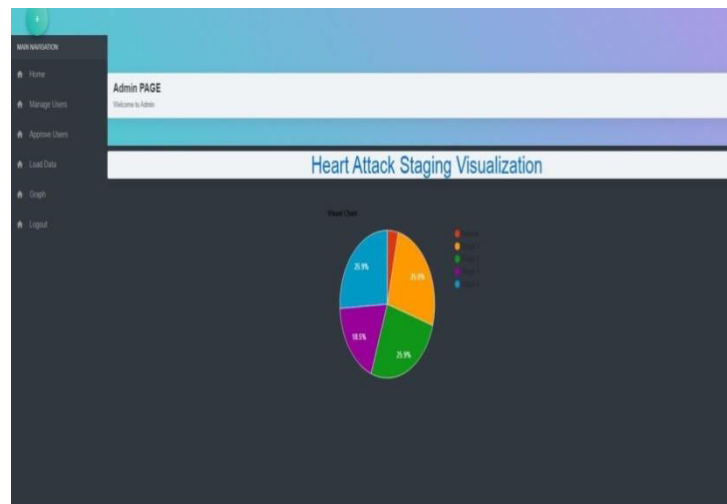 +
MAIN NAVIGATION
Home
Manage Users
Approve Users
Load Data
Graph
Logout
Admin PAGE
Welcome to Admin
Heart Attack Staging Visualization
25.9%
25.9%
18.5%
25.9%